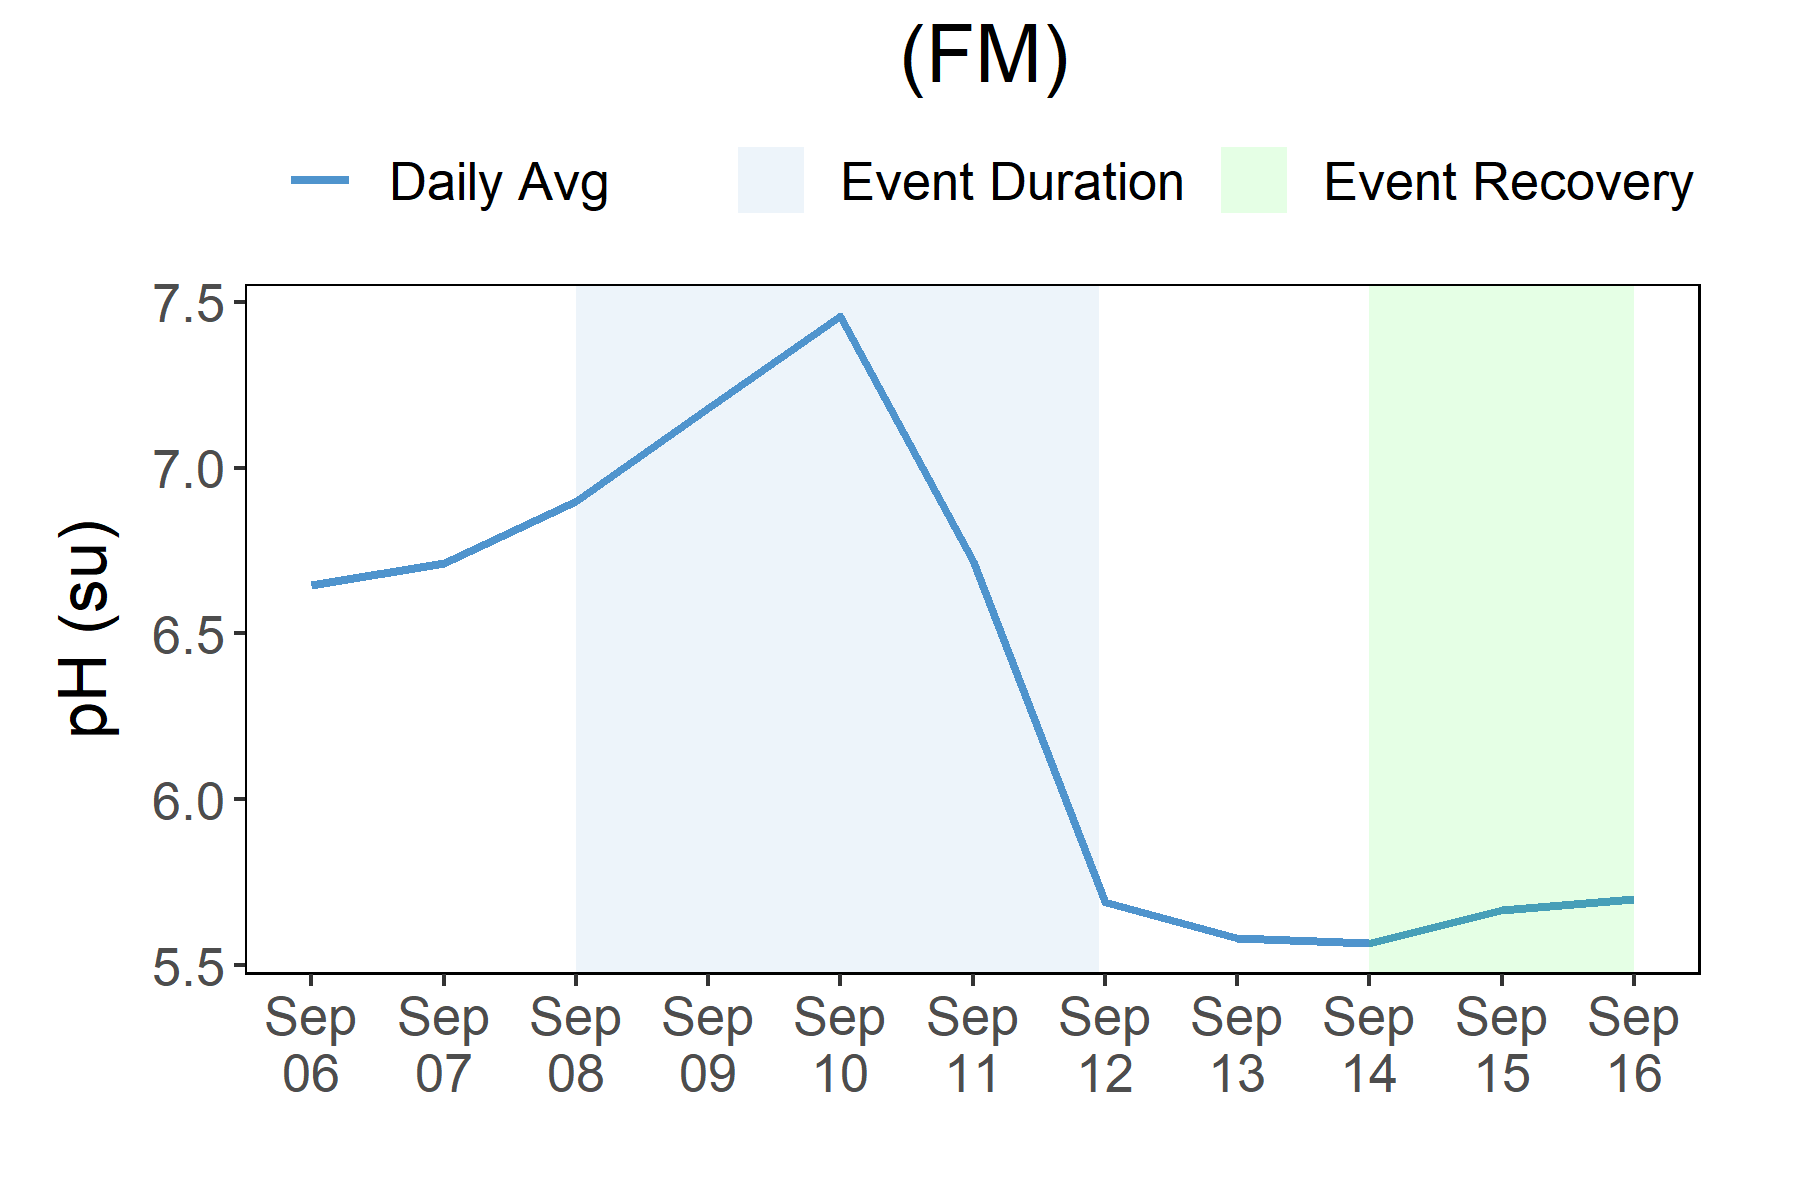 (FM)
Daily Avg Event Duration Event Recovery
pH (su)
7.5
7.0
6.5
6.0
5.5
Sep Sep Sep Sep Sep Sep Sep Sep Sep Sep Sep
06 07 08 09 10 11 12 13 14 15 16